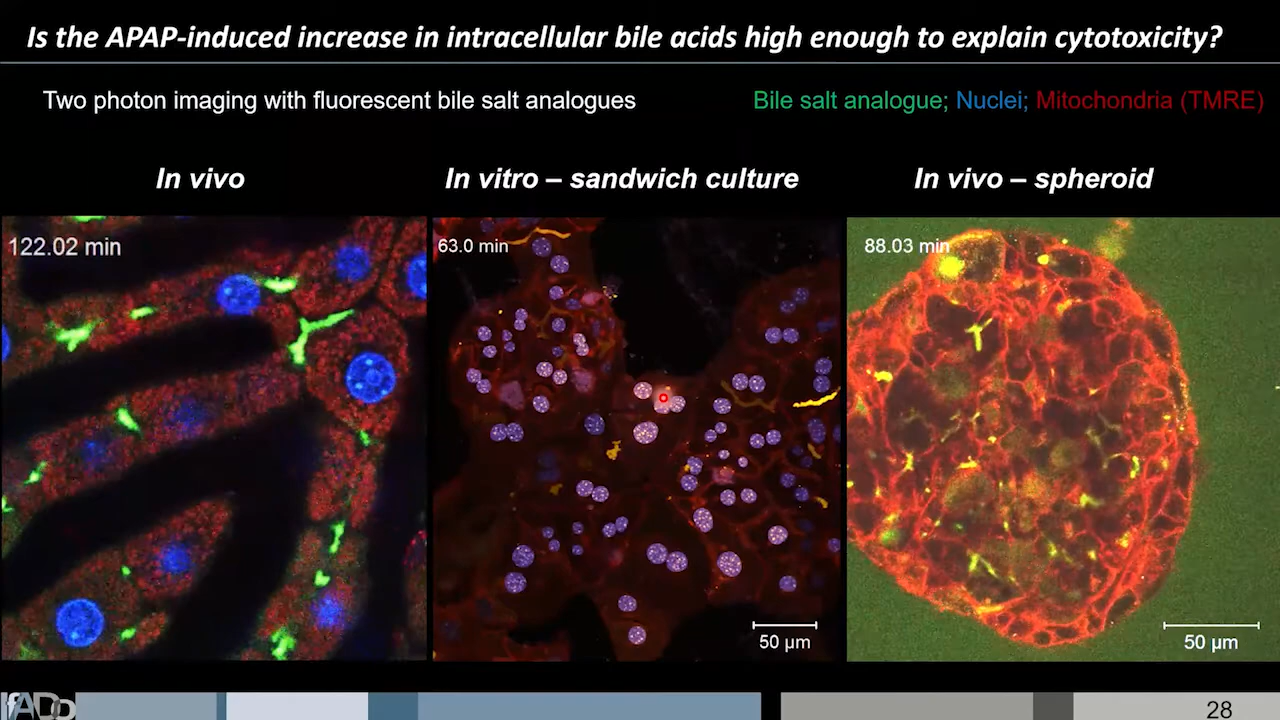 Is the APAP-induced increase in intracellular bile acids high enough to explain cytotoxicity?
Two photon imaging with fluorescent bile salt analogues
Bile salt analogue; Nuclei; Mitochondria (TMRE)
In vivo
In vitro – sandwich culture
In vivo – spheroid
122.02 min
63.0 min
88.03 min
50 µm
50 µm
ifADo
28